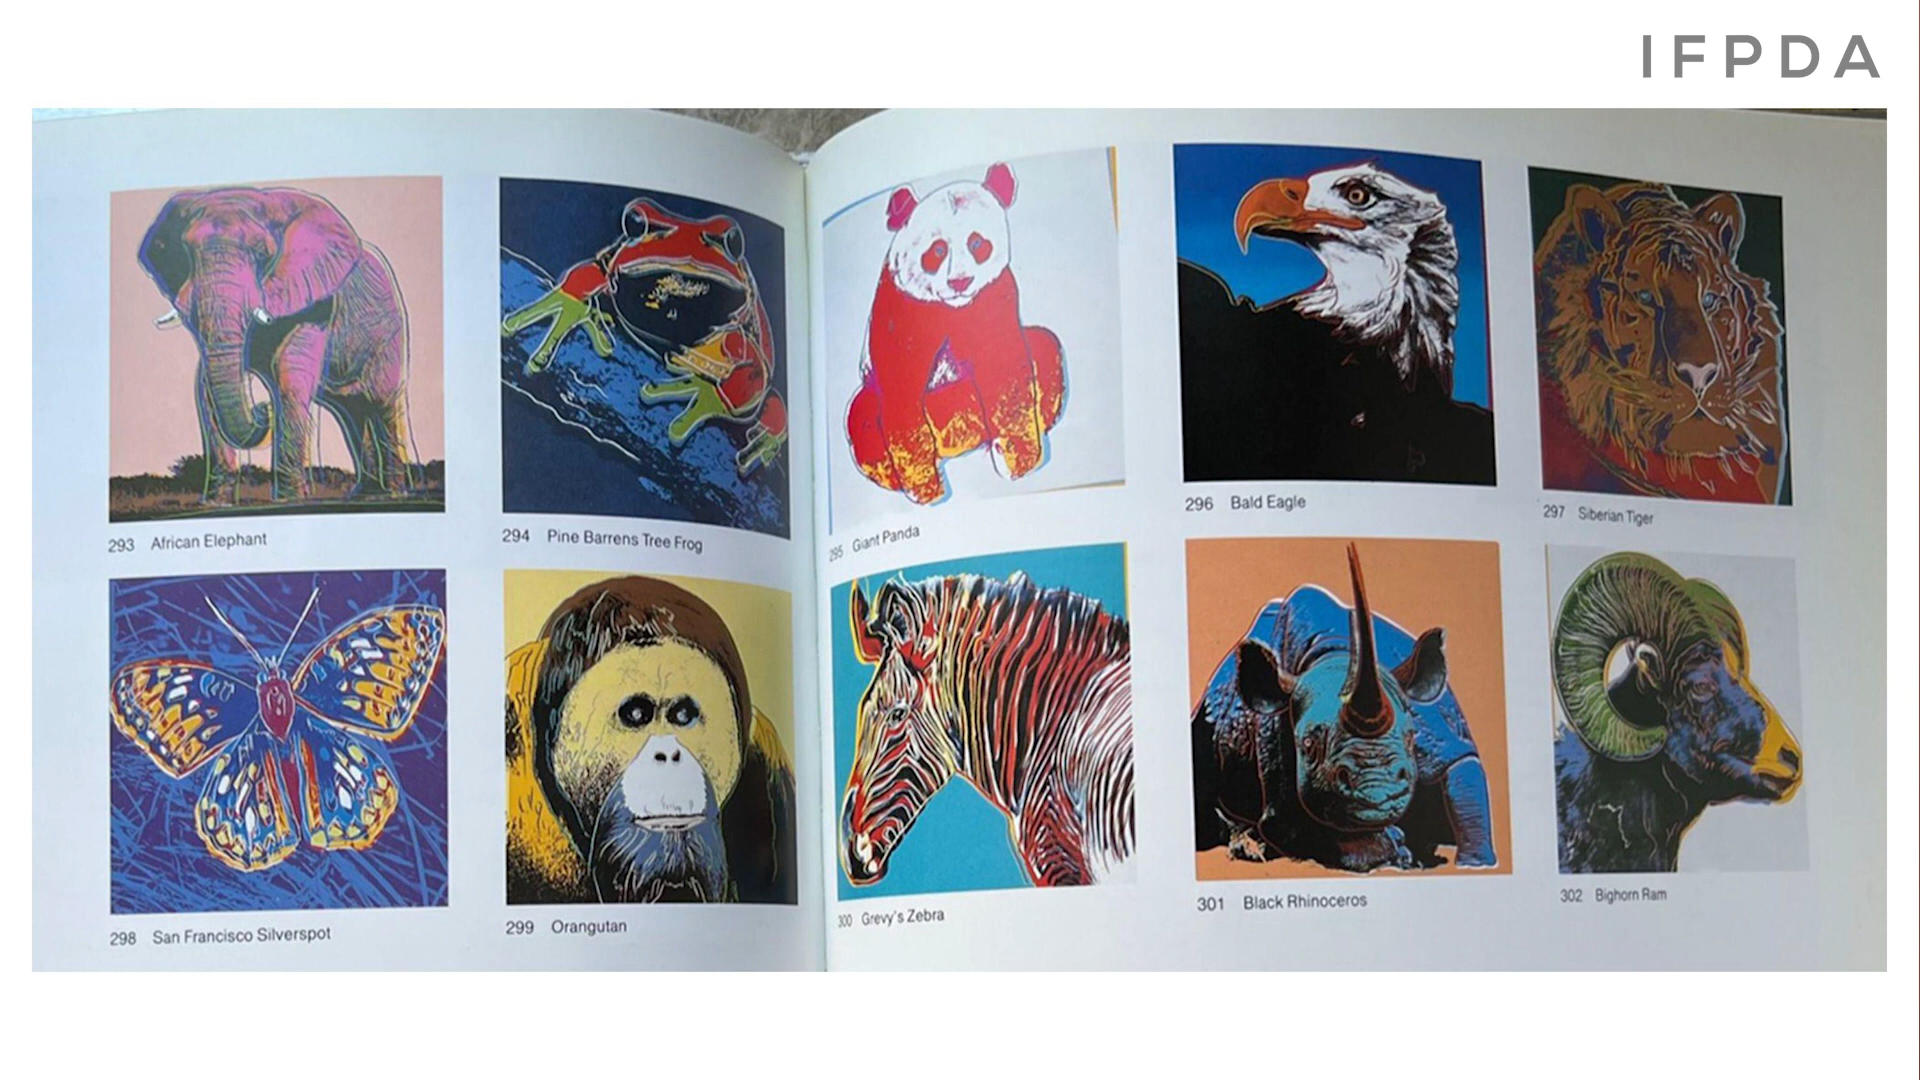 IFPDA
293 African Elephant
294 Pine Barrens Tree Frog
295 Giant Panda
296 Bald Eagle
297 Siberian Tiger
298 San Francisco Silverspot
299 Orangutan
300 Grevy's Zebra
301 Black Rhinoceros
302 Bighorn Ram